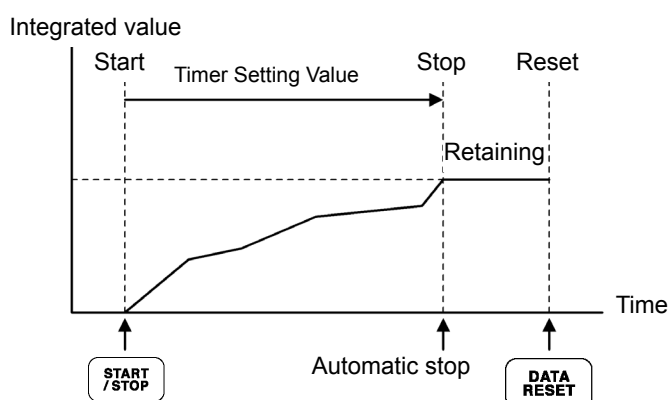 Integrated value
Start
Timer Setting Value
Stop
Reset
Retaining
Time
START
/ STOP
Automatic stop
DATA
RESET